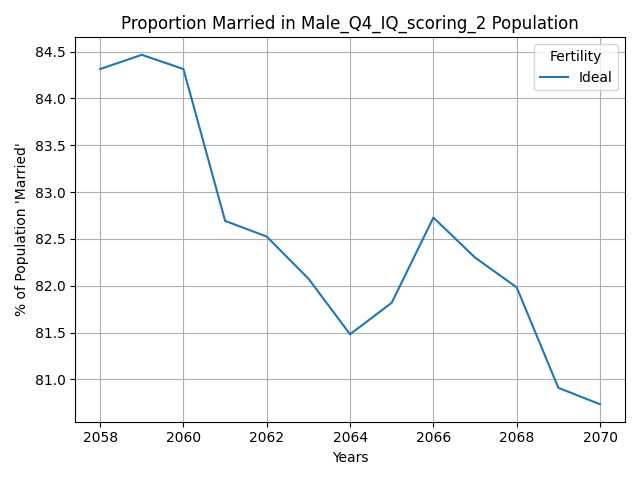 Proportion Married in Male_Q4_IQ_scoring_2 Population
% of Population 'Married'
84.5
84.0
83.5
83.0
82.5
82.0
81.5
81.0
Fertility
Ideal
2058 2060 2062 2064 2066 2068 2070
Years